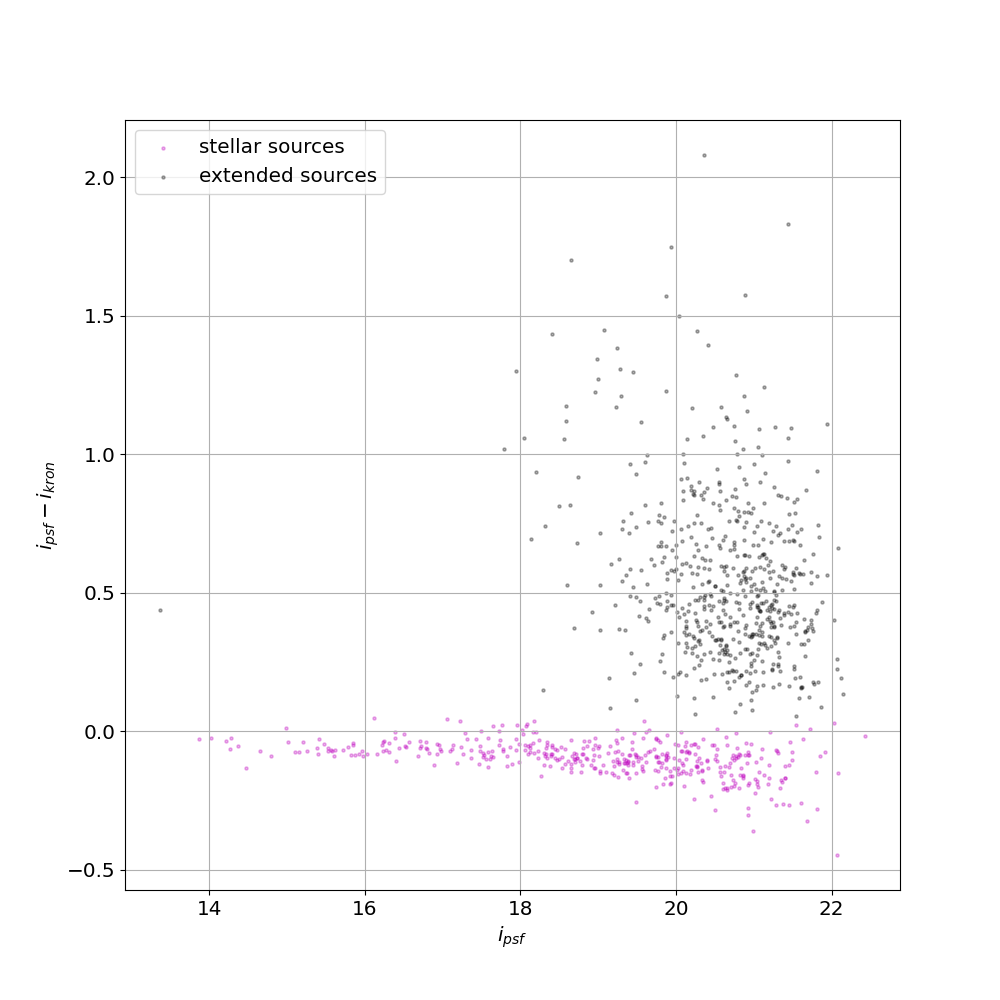 stellar sources
extended sources
2.0
1.5
1.0
0.5
0.0
−0.5
14 16 18 20 22
i_psf
i_psf − i_kron